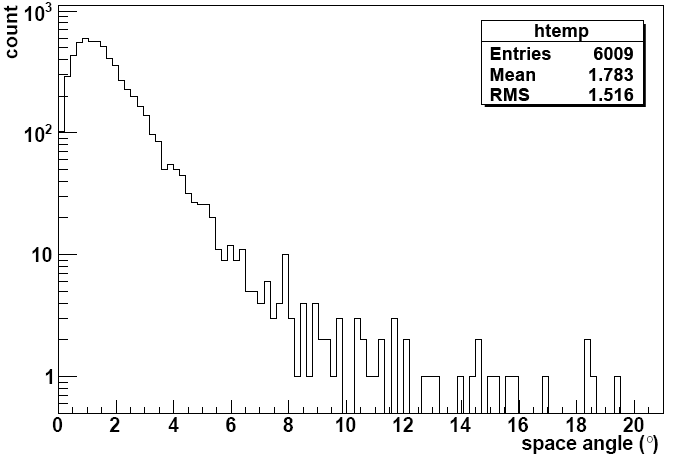 count
10³
10²
10
1
htemp
Entries 6009
Mean 1.783
RMS 1.516
0 2 4 6 8 10 12 14 16 18 20
space angle (°)